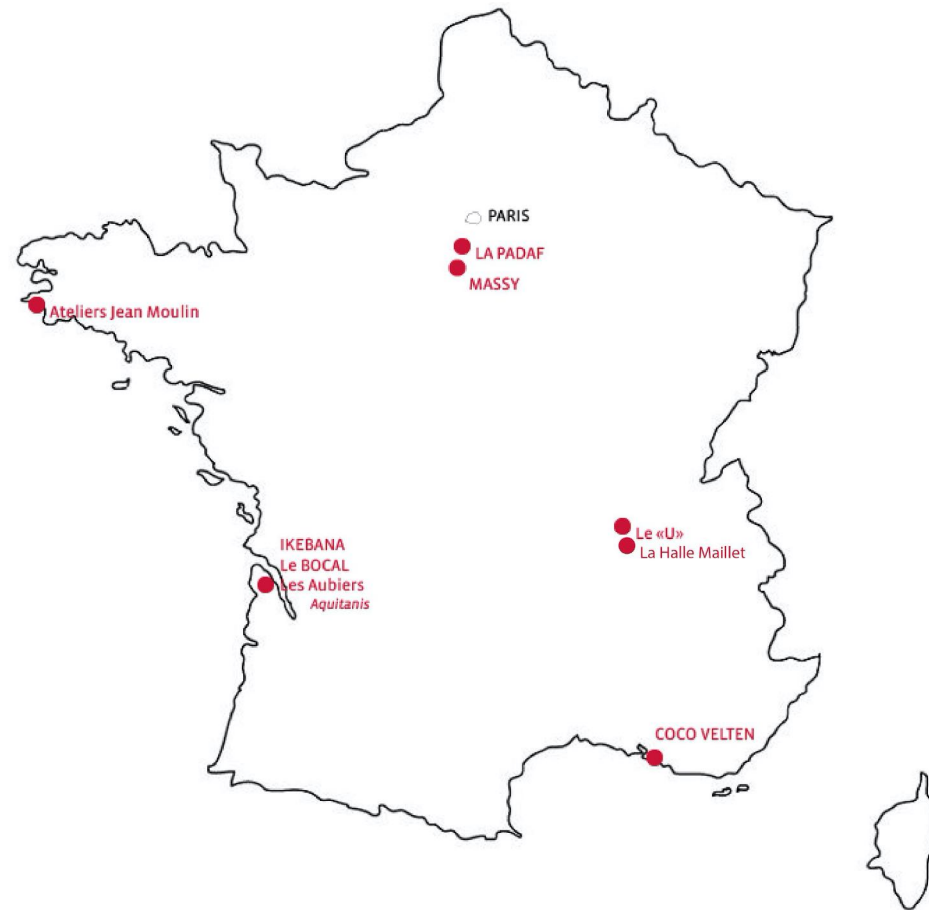 PARIS
LA PADAF
MASSY
Ateliers Jean Moulin
Le «U»
La Halle Maillet
IKEBANA
Le BOCAL
Les Aubiers
Aquitanis
COCO VELTEN